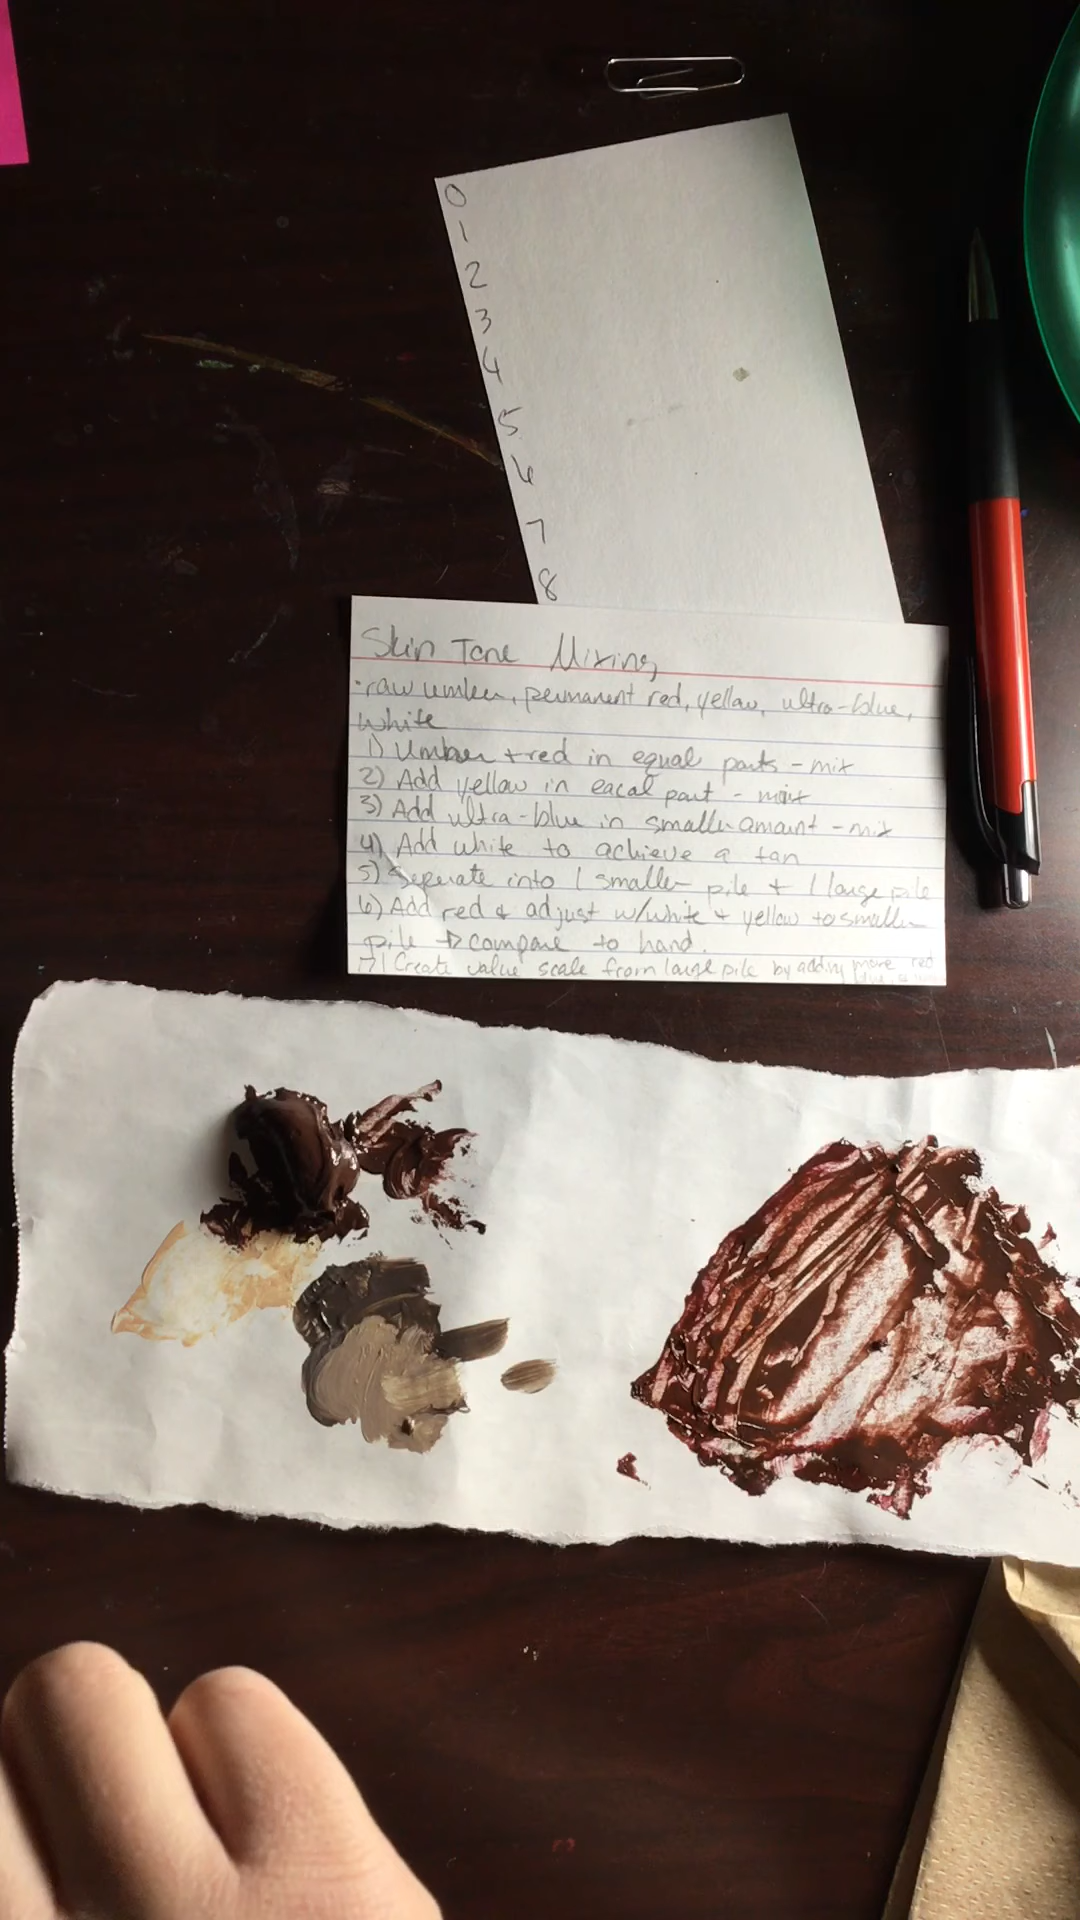 0
1
2
3
4
5
6
7
8
Skin Tone Mixing
· raw umber, permanent red, yellow, ultra-blue,
white
1) Umber + red in equal parts - mix
2) Add yellow in eacal part - mix
3) Add ultra-blue in smaller amount - mix
4) Add white to achieve a tan
5) Seperate into 1 smaller pile + 1 large pile
6) Add red & adjust w/white + yellow to smaller
pile → compare to hand.
7) Create value scale from large pile by adding more red